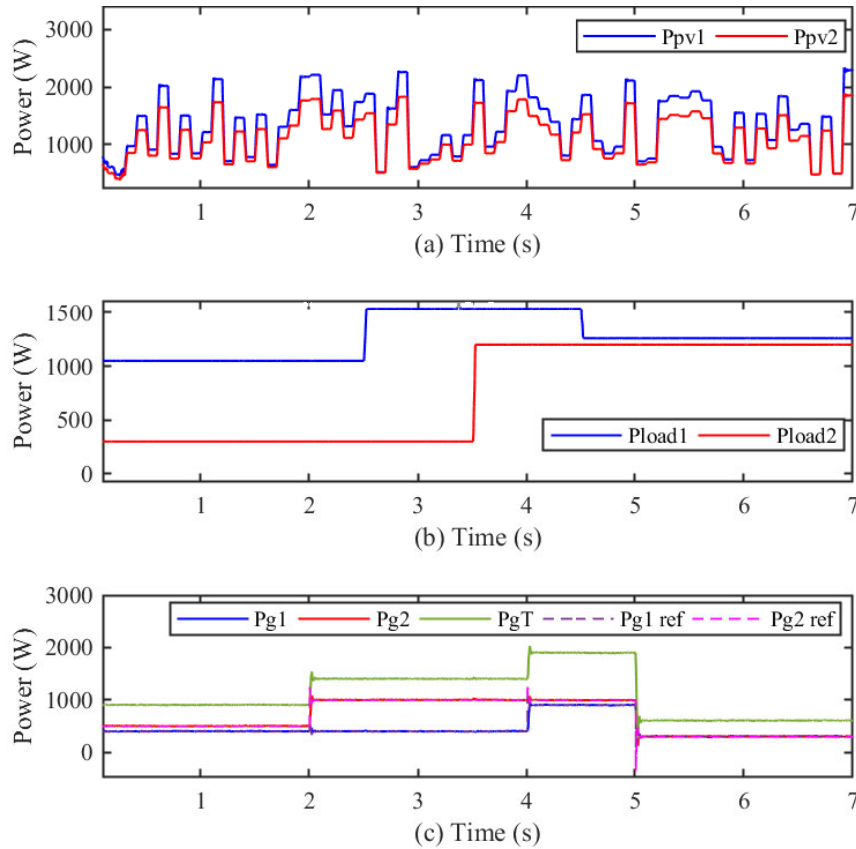 3000
2000
1000
Power (W)
Ppv1 Ppv2
1 2 3 4 5 6 7
(a) Time (s)
1500
1000
500
0
Power (W)
Pload1 Pload2
1 2 3 4 5 6 7
(b) Time (s)
3000
2000
1000
0
Power (W)
Pg1 Pg2 PgT Pg1 ref Pg2 ref
1 2 3 4 5 6 7
(c) Time (s)